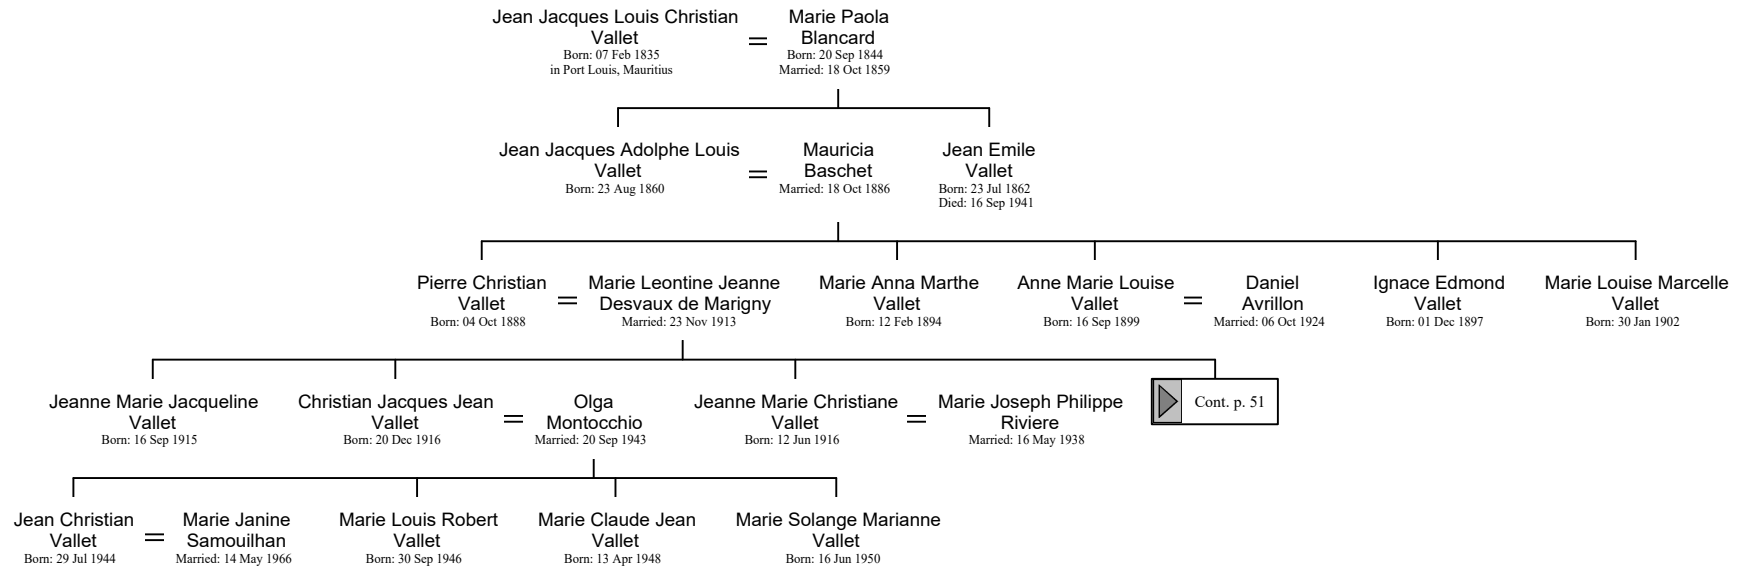 Jean Jacques Louis Christian
Vallet
Born: 07 Feb 1835
in Port Louis, Mauritius
=
Marie Paola
Blancard
Born: 20 Sep 1844
Married: 18 Oct 1859
Jean Jacques Adolphe Louis
Vallet
Born: 23 Aug 1860
=
Mauricia
Baschet
Married: 18 Oct 1886
Jean Emile
Vallet
Born: 23 Jul 1862
Died: 16 Sep 1941
Pierre Christian
Vallet
Born: 04 Oct 1888
=
Marie Leontine Jeanne
Desvaux de Marigny
Married: 23 Nov 1913
Marie Anna Marthe
Vallet
Born: 12 Feb 1894
Anne Marie Louise
Vallet
Born: 16 Sep 1899
=
Daniel
Avrillon
Married: 06 Oct 1924
Ignace Edmond
Vallet
Born: 01 Dec 1897
Marie Louise Marcelle
Vallet
Born: 30 Jan 1902
Jeanne Marie Jacqueline
Vallet
Born: 16 Sep 1915
Christian Jacques Jean
Vallet
Born: 20 Dec 1916
=
Olga
Montocchio
Married: 20 Sep 1943
Jeanne Marie Christiane
Vallet
Born: 12 Jun 1916
=
Marie Joseph Philippe
Riviere
Married: 16 May 1938
Cont. p. 51
Jean Christian
Vallet
Born: 29 Jul 1944
=
Marie Janine
Samouilhan
Married: 14 May 1966
Marie Louis Robert
Vallet
Born: 30 Sep 1946
Marie Claude Jean
Vallet
Born: 13 Apr 1948
Marie Solange Marianne
Vallet
Born: 16 Jun 1950